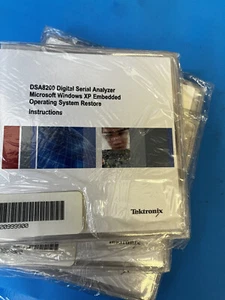 DSA8200 Digital Serial Analyzer
Microsoft Windows XP Embedded
Operating System Restore
Instructions
Tektronix